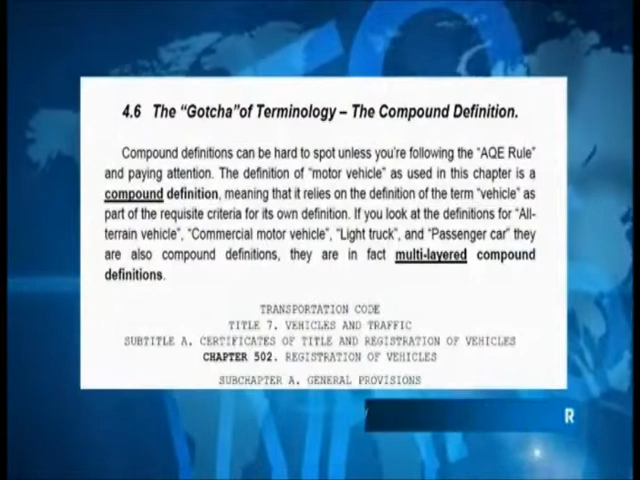 4.6 The “Gotcha”of Terminology – The Compound Definition.
Compound definitions can be hard to spot unless you're following the “AQE Rule”
and paying attention. The definition of “motor vehicle” as used in this chapter is a
compound definition, meaning that it relies on the definition of the term “vehicle” as
part of the requisite criteria for its own definition. If you look at the definitions for “All-
terrain vehicle”, “Commercial motor vehicle”, “Light truck”, and “Passenger car” they
are also compound definitions, they are in fact multi-layered compound
definitions.
TRANSPORTATION CODE
TITLE 7. VEHICLES AND TRAFFIC
SUBTITLE A. CERTIFICATES OF TITLE AND REGISTRATION OF VEHICLES
CHAPTER 502. REGISTRATION OF VEHICLES
SUBCHAPTER A. GENERAL PROVISIONS
R